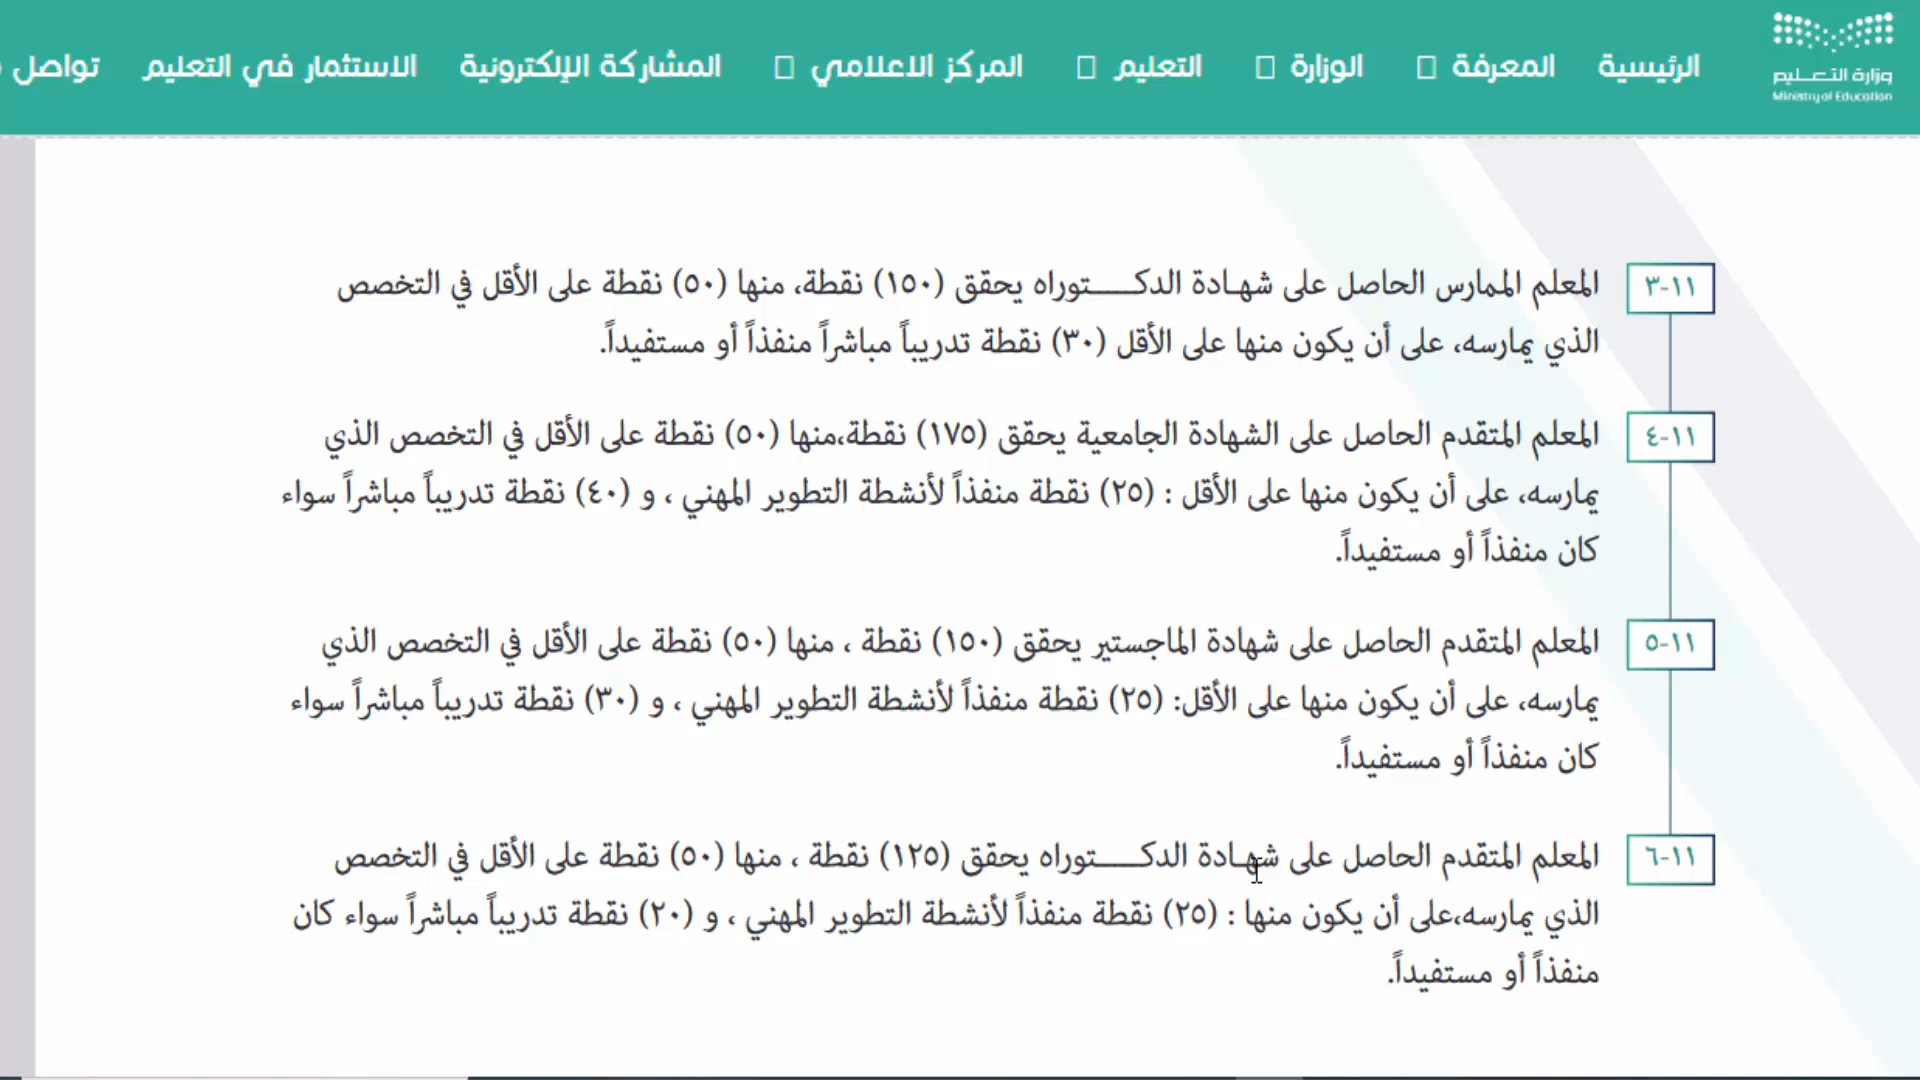 وزارة التعليم
Ministry of Education
الرئيسية المعرفة الوزارة التعليم المركز الاعلامي المشاركة الإلكترونية الاستثمار في التعليم تواصل
١١-٣ المعلم الممارس الحاصل على شهادة الدكـــتوراه يحقق (١٥٠) نقطة، منها (٥٠) نقطة على الأقل في التخصص
الذي يمارسه، على أن يكون منها على الأقل (٣٠) نقطة تدريباً مباشراً منفذاً أو مستفيداً.
١١-٤ المعلم المتقدم الحاصل على الشهادة الجامعية يحقق (١٧٥) نقطة،منها (٥٠) نقطة على الأقل في التخصص الذي
يمارسه، على أن يكون منها على الأقل : (٢٥) نقطة منفذاً لأنشطة التطوير المهني ، و (٤٠) نقطة تدريباً مباشراً سواء
كان منفذاً أو مستفيداً.
١١-٥ المعلم المتقدم الحاصل على شهادة الماجستير يحقق (١٥٠) نقطة ، منها (٥٠) نقطة على الأقل في التخصص الذي
يمارسه، على أن يكون منها على الأقل: (٢٥) نقطة منفذاً لأنشطة التطوير المهني ، و (٣٠) نقطة تدريباً مباشراً سواء
كان منفذاً أو مستفيداً.
١١-٦ المعلم المتقدم الحاصل على شهادة الدكـــتوراه يحقق (١٢٥) نقطة ، منها (٥٠) نقطة على الأقل في التخصص
الذي يمارسه،على أن يكون منها : (٢٥) نقطة منفذاً لأنشطة التطوير المهني ، و (٢٠) نقطة تدريباً مباشراً سواء كان
منفذاً أو مستفيداً.